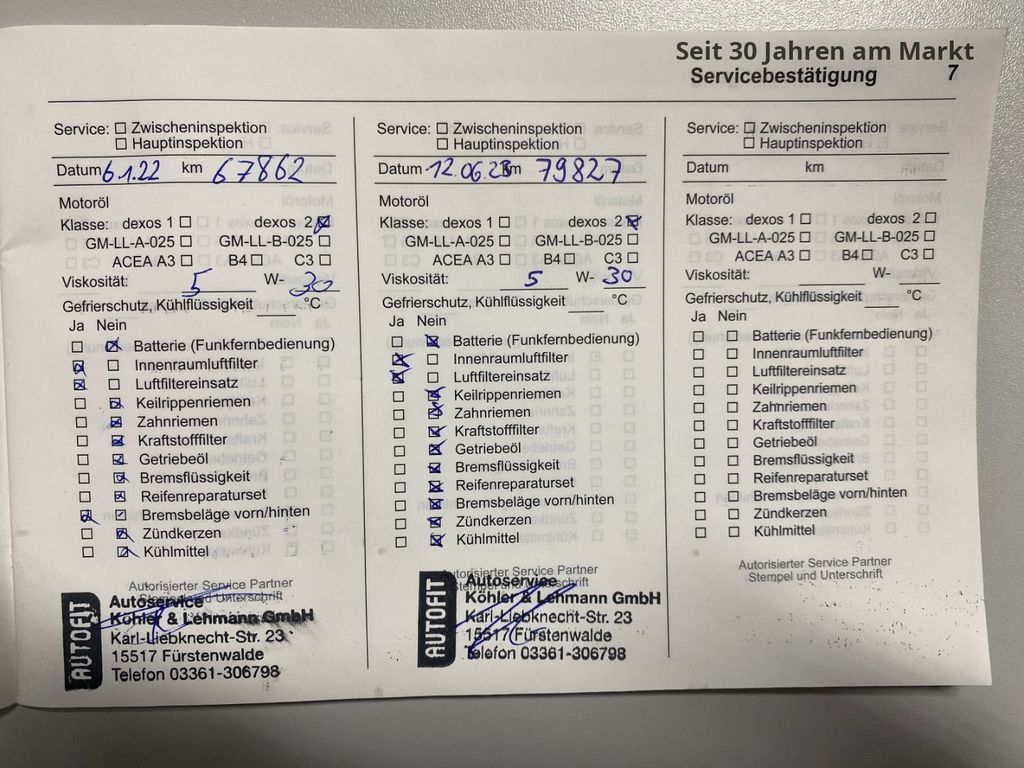 Seit 30 Jahren am Markt
Servicebestätigung 7
Service: ☐ Zwischeninspektion
☐ Hauptinspektion
Datum 6.1.22 km 67862
Motoröl
Klasse: dexos 1 ☐ dexos 2 ☒
GM-LL-A-025 ☐ GM-LL-B-025 ☐
ACEA A3 ☐ B4 ☐ C3 ☐
Viskosität: 5 W- 30
Gefrierschutz, Kühlflüssigkeit °C
Ja Nein
☐ ☒ Batterie (Funkfernbedienung)
☒ ☐ Innenraumluftfilter
☒ ☐ Luftfiltereinsatz
☐ ☒ Keilrippenriemen
☐ ☒ Zahnriemen
☐ ☒ Kraftstofffilter
☐ ☒ Getriebeöl
☐ ☒ Bremsflüssigkeit
☐ ☒ Reifenreparaturset
☒ ☒ Bremsbeläge vorn/hinten
☐ ☒ Zündkerzen
☐ ☒ Kühlmittel
Autorisierter Service Partner
Stempel und Unterschrift
AUTOFIT
Autoservice
Köhler & Lehmann GmbH
Karl-Liebknecht-Str. 23
15517 Fürstenwalde
Telefon 03361-306798
Service: ☐ Zwischeninspektion
☐ Hauptinspektion
Datum 12.06.23 km 79827
Motoröl
Klasse: dexos 1 ☐ dexos 2 ☒
GM-LL-A-025 ☐ GM-LL-B-025 ☐
ACEA A3 ☐ B4 ☐ C3 ☐
Viskosität: 5 W- 30
Gefrierschutz, Kühlflüssigkeit °C
Ja Nein
☐ ☒ Batterie (Funkfernbedienung)
☒ ☐ Innenraumluftfilter
☒ ☐ Luftfiltereinsatz
☐ ☒ Keilrippenriemen
☐ ☒ Zahnriemen
☐ ☒ Kraftstofffilter
☐ ☒ Getriebeöl
☐ ☒ Bremsflüssigkeit
☐ ☒ Reifenreparaturset
☐ ☒ Bremsbeläge vorn/hinten
☐ ☒ Zündkerzen
☐ ☒ Kühlmittel
Autorisierter Service Partner
Stempel und Unterschrift
AUTOFIT
Autoservice
Köhler & Lehmann GmbH
Karl-Liebknecht-Str. 23
15517 Fürstenwalde
Telefon 03361-306798
Service: ☐ Zwischeninspektion
☐ Hauptinspektion
Datum km
Motoröl
Klasse: dexos 1 ☐ dexos 2 ☐
GM-LL-A-025 ☐ GM-LL-B-025 ☐
ACEA A3 ☐ B4 ☐ C3 ☐
Viskosität: W-
Gefrierschutz, Kühlflüssigkeit °C
Ja Nein
☐ ☐ Batterie (Funkfernbedienung)
☐ ☐ Innenraumluftfilter
☐ ☐ Luftfiltereinsatz
☐ ☐ Keilrippenriemen
☐ ☐ Zahnriemen
☐ ☐ Kraftstofffilter
☐ ☐ Getriebeöl
☐ ☐ Bremsflüssigkeit
☐ ☐ Reifenreparaturset
☐ ☐ Bremsbeläge vorn/hinten
☐ ☐ Zündkerzen
☐ ☐ Kühlmittel
Autorisierter Service Partner
Stempel und Unterschrift